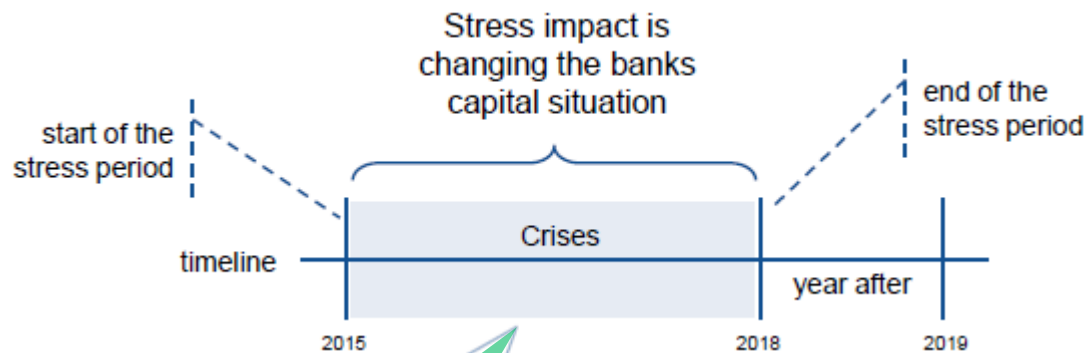 Stress impact is
changing the banks
capital situation
start of the
stress period
end of the
stress period
Crises
timeline
year after
2015
2018
2019